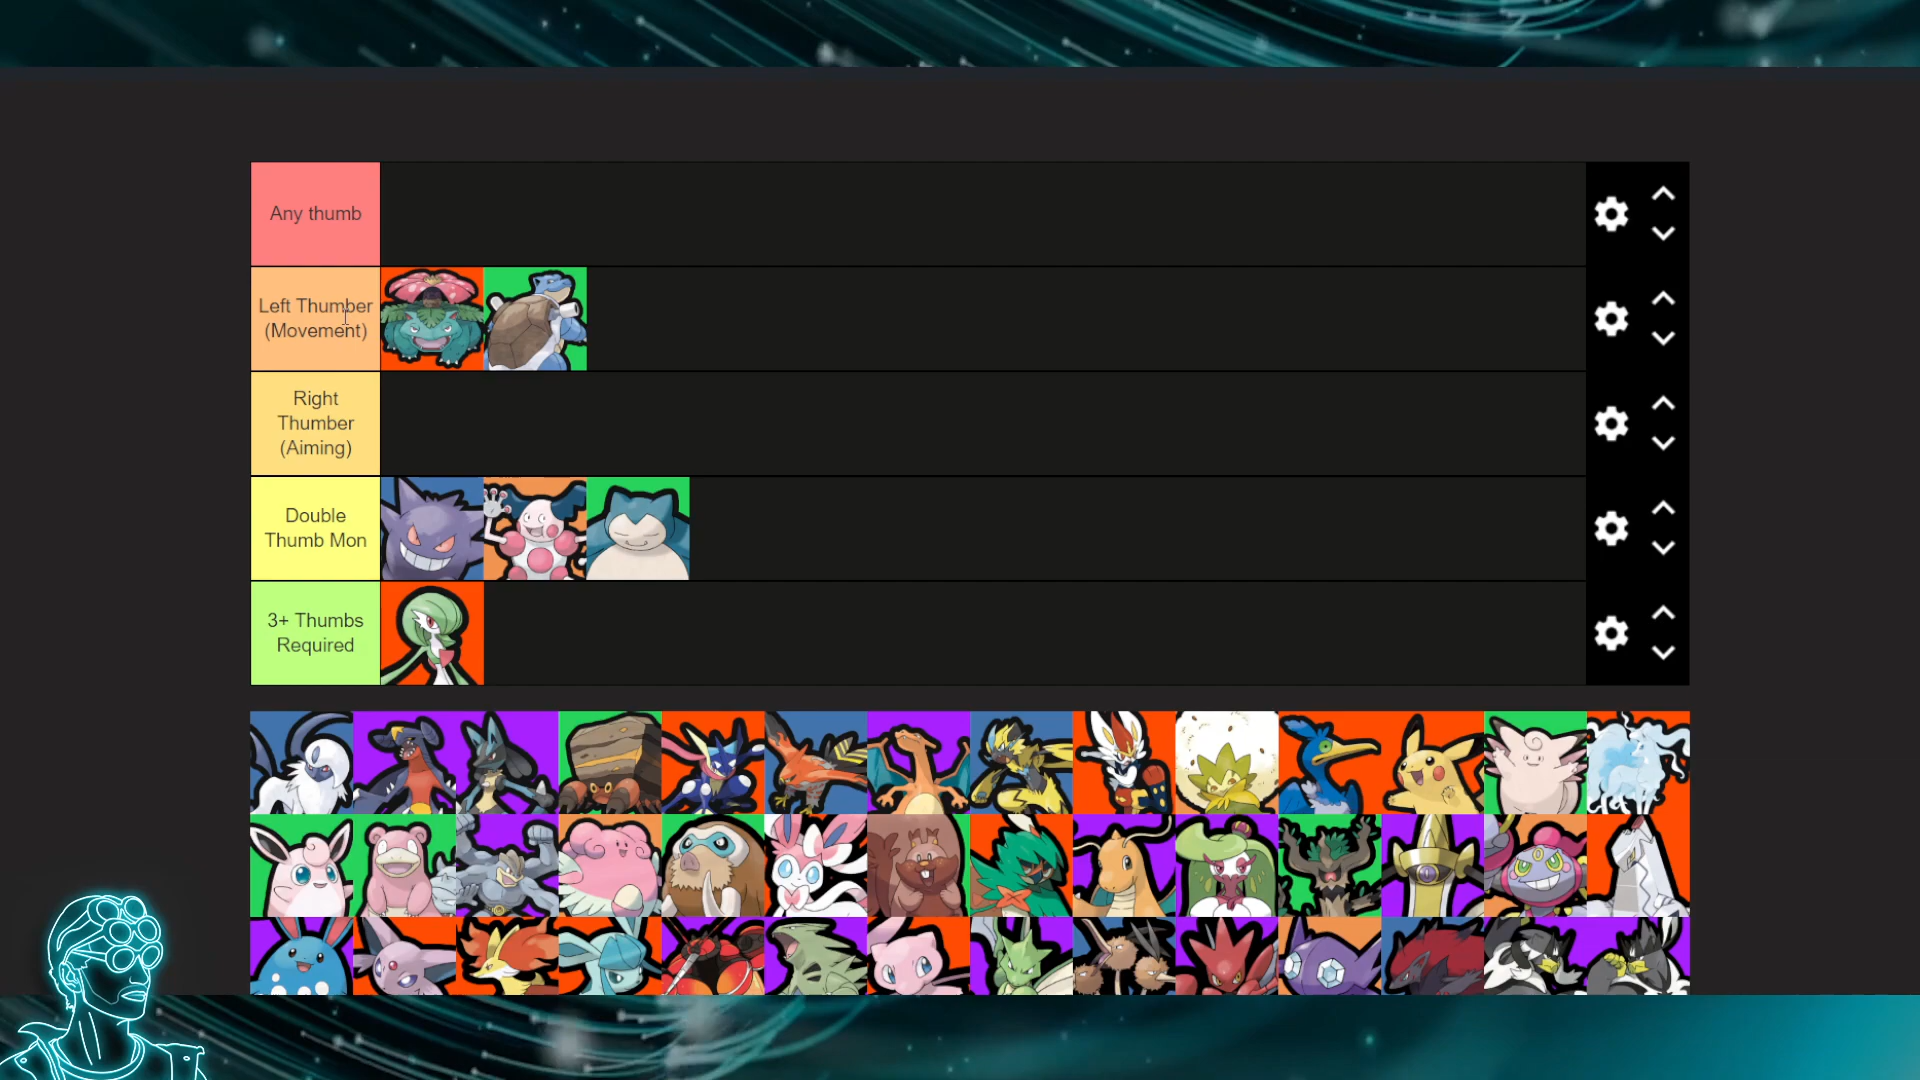 Any thumb
Left Thumber
(Movement)
Right
Thumber
(Aiming)
Double
Thumb Mon
3+ Thumbs
Required